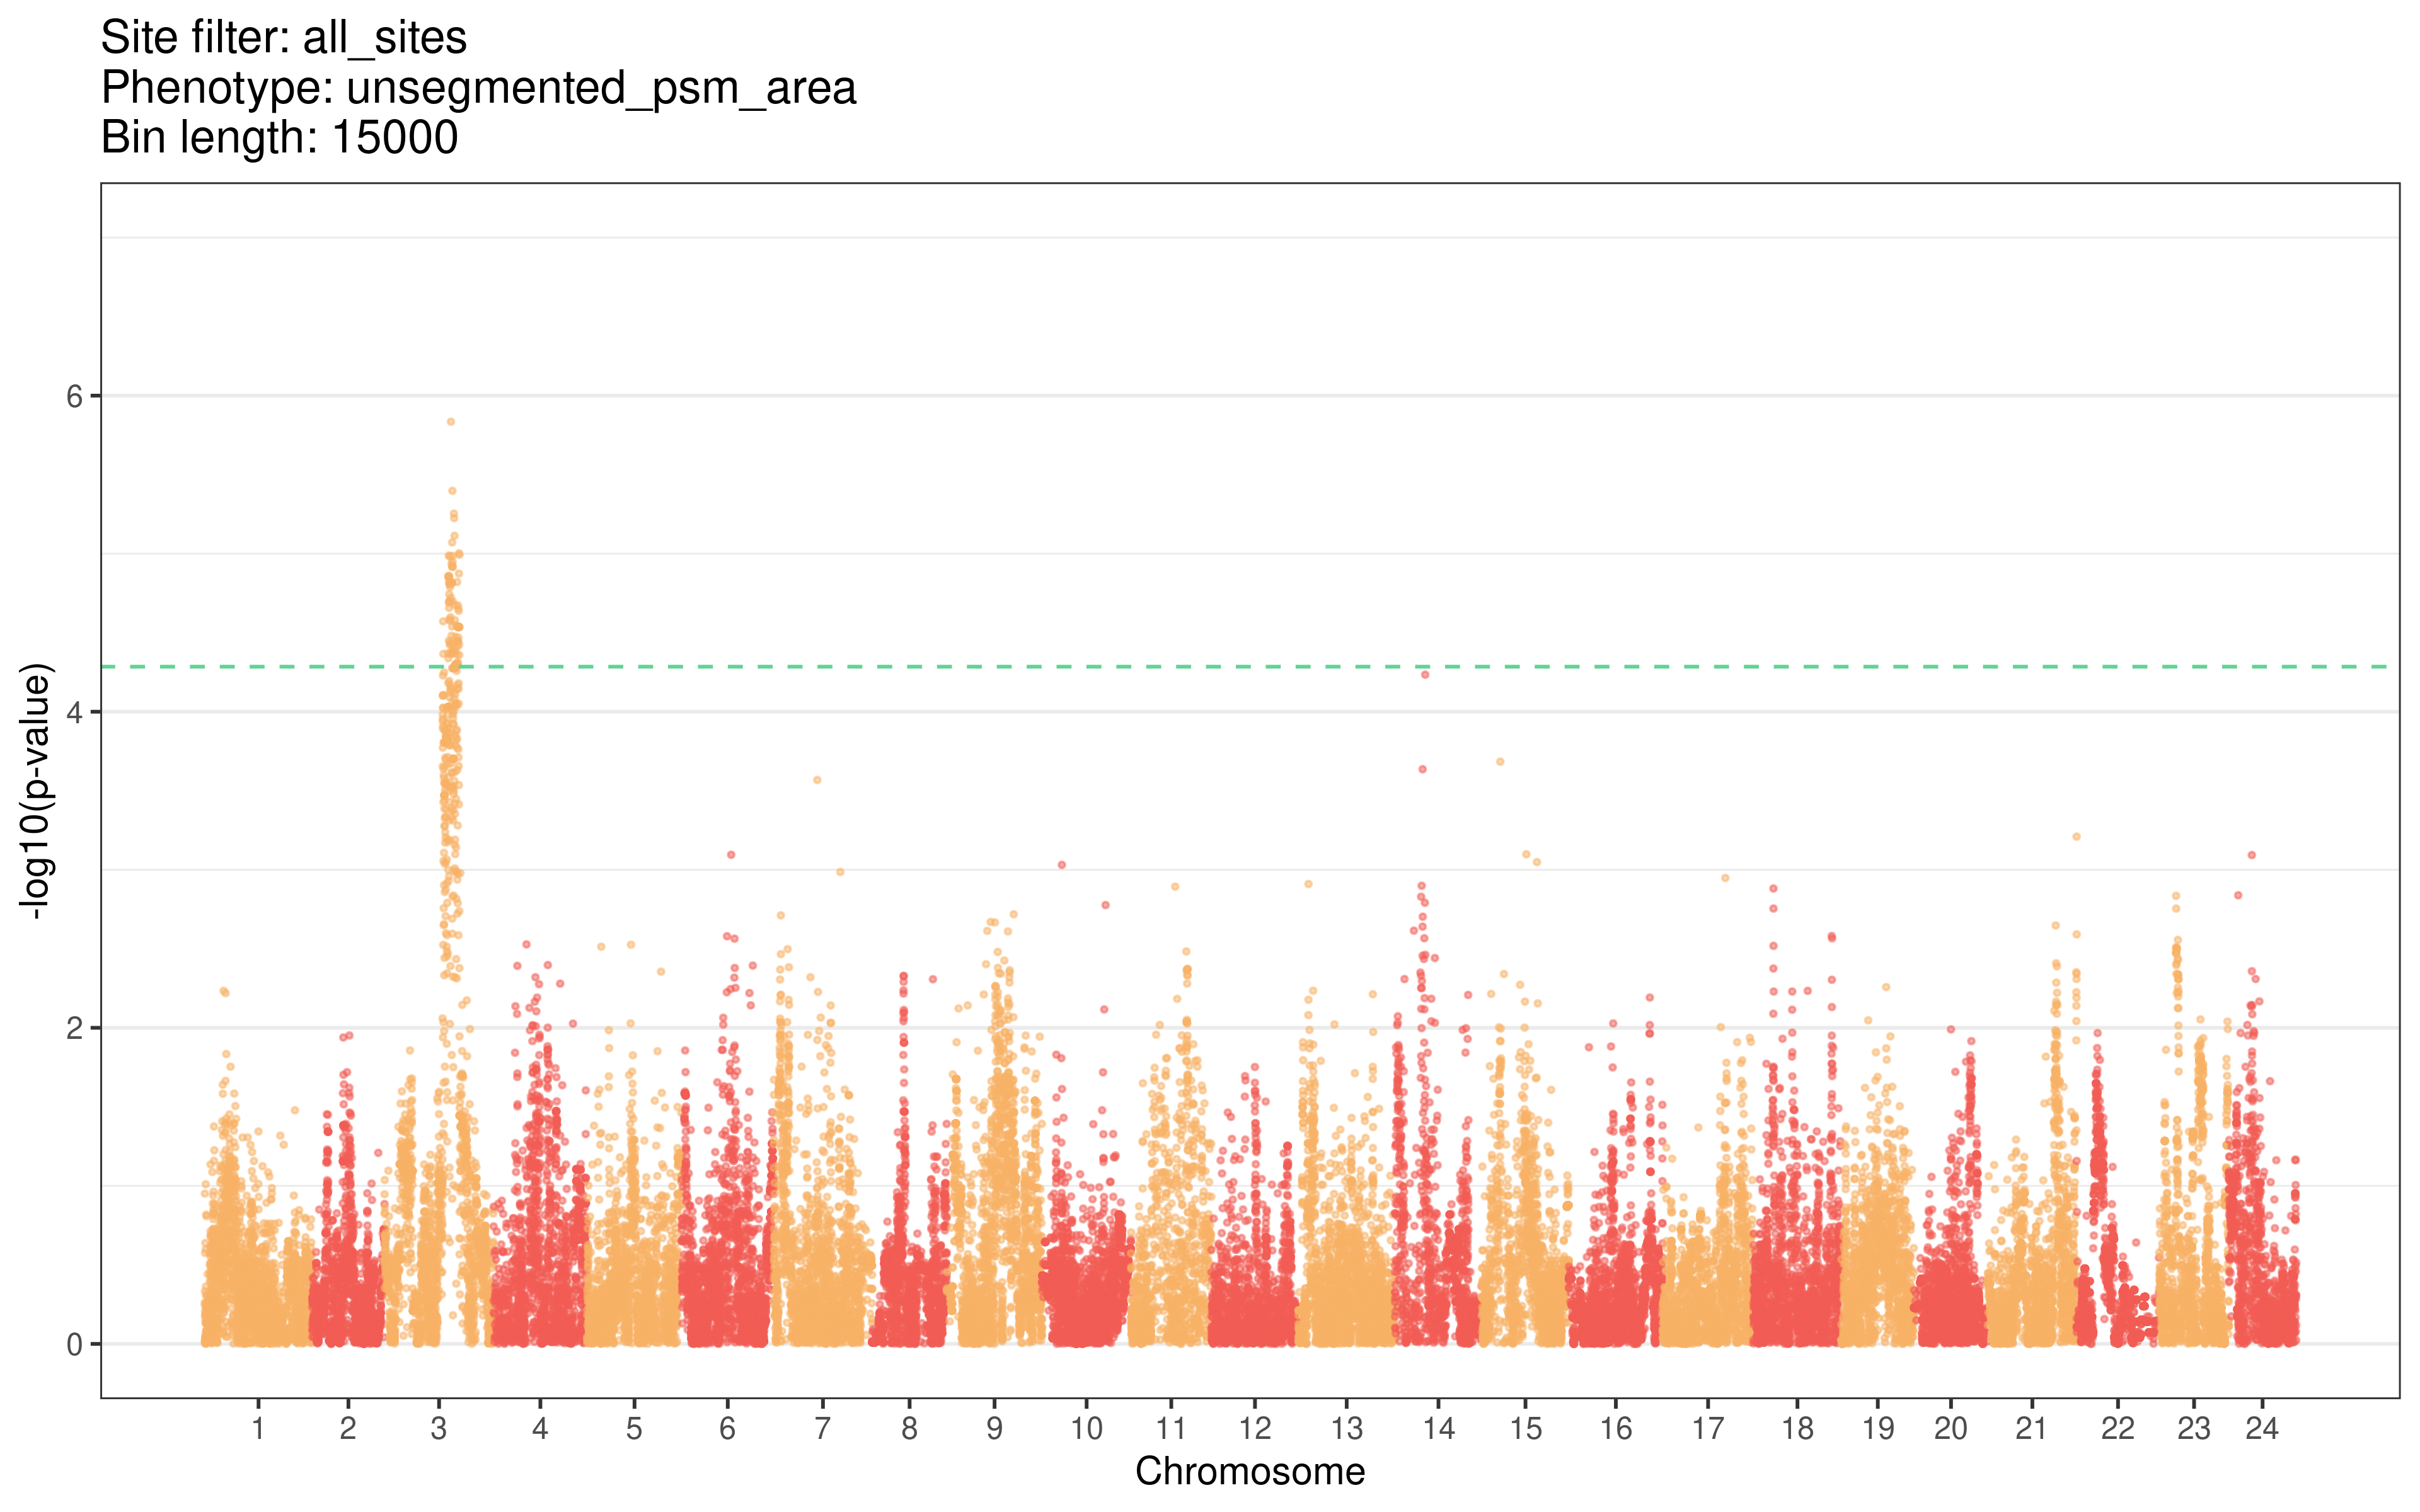 Site filter: all_sites
Phenotype: unsegmented_psm_area
Bin length: 15000
6
4
2
0
-log10(p-value)
1 2 3 4 5 6 7 8 9 10 11 12 13 14 15 16 17 18 19 20 21 22 23 24
Chromosome